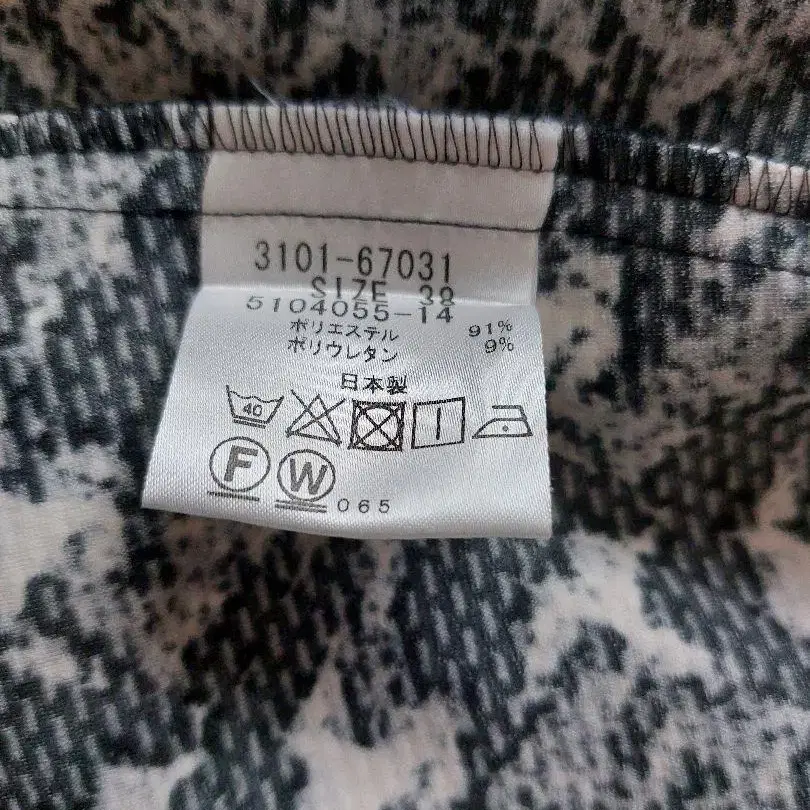 3101-67031
SIZE 38
5104055-14
ポリエステル 91%
ポリウレタン 9%
日本製
40
F W 065